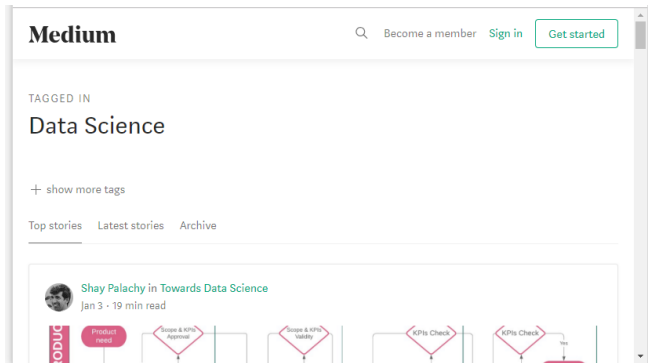 Medium
Become a member
Sign in
Get started
TAGGED IN
Data Science
+ show more tags
Top stories
Latest stories
Archive
Shay Palachy in Towards Data Science
Jan 3 · 19 min read
Product
need
Scope & KPIs
Approval
Scope & KPIs
Validity
KPIs Check
KPIs Check
Yes